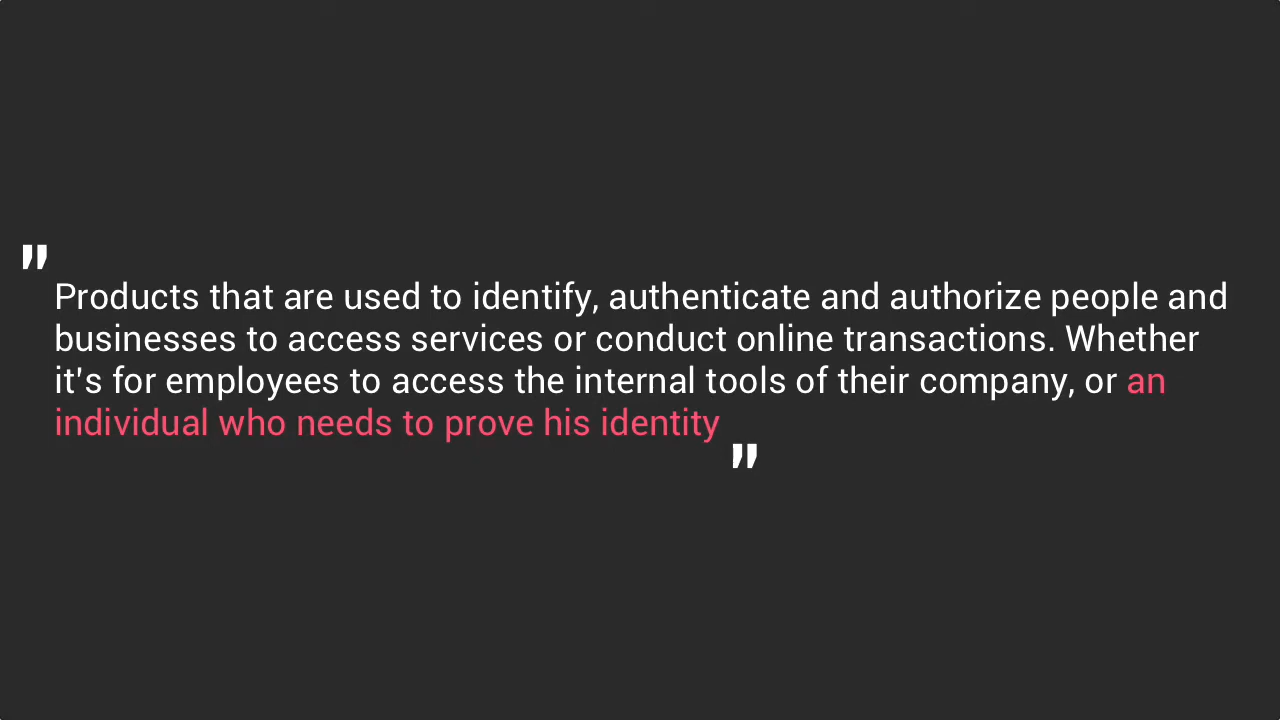 "
Products that are used to identify, authenticate and authorize people and
businesses to access services or conduct online transactions. Whether
it's for employees to access the internal tools of their company, or an
individual who needs to prove his identity
"